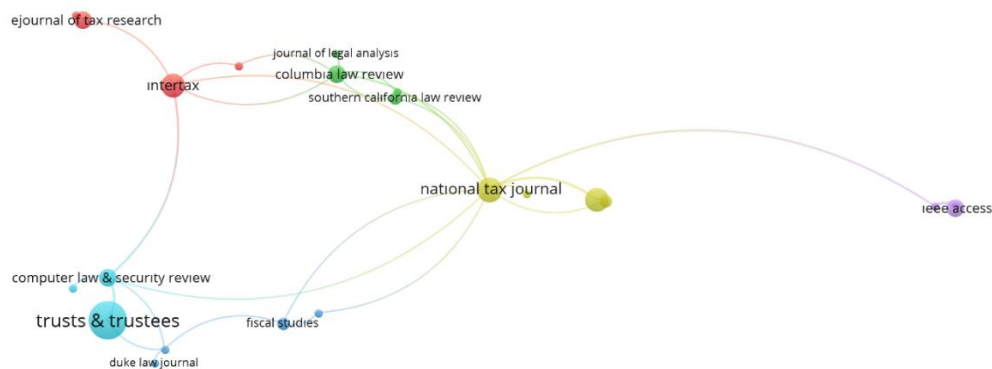 ejournal of tax research
intertax
journal of legal analysis
columbia law review
southern california law review
national tax journal
ieee access
computer law & security review
trusts & trustees
fiscal studies
duke law journal